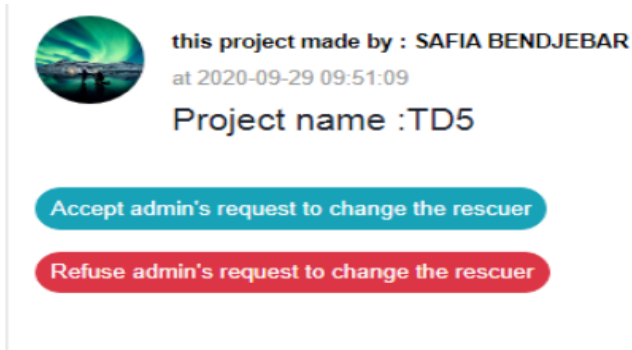 this project made by : SAFIA BENDJEBAR
at 2020-09-29 09:51:09
Project name :TD5
Accept admin's request to change the rescuer
Refuse admin's request to change the rescuer